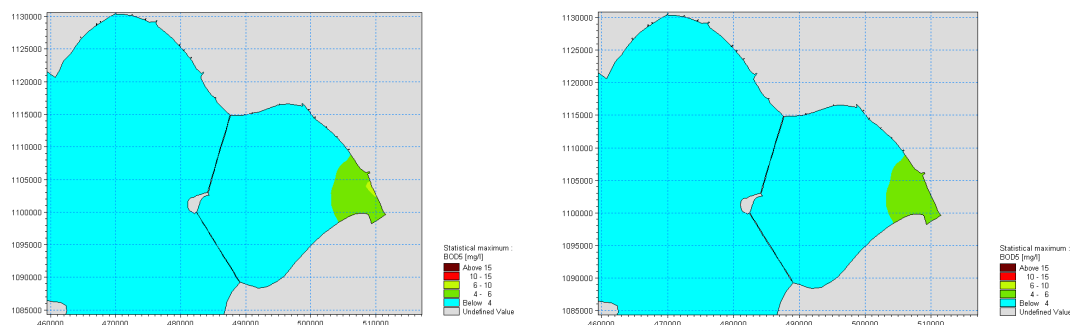 1130000
1125000
1120000
1115000
1110000
1105000
1100000
1095000
1090000
1085000
460000 470000 480000 490000 500000 510000
Statistical maximum :
BOD5 [mg/l]
Above 15
10 - 15
6 - 10
4 - 6
Below 4
Undefined Value
1130000
1125000
1120000
1115000
1110000
1105000
1100000
1095000
1090000
1085000
460000 470000 480000 490000 500000 510000
Statistical maximum :
BOD5 [mg/l]
Above 15
10 - 15
6 - 10
4 - 6
Below 4
Undefined Value